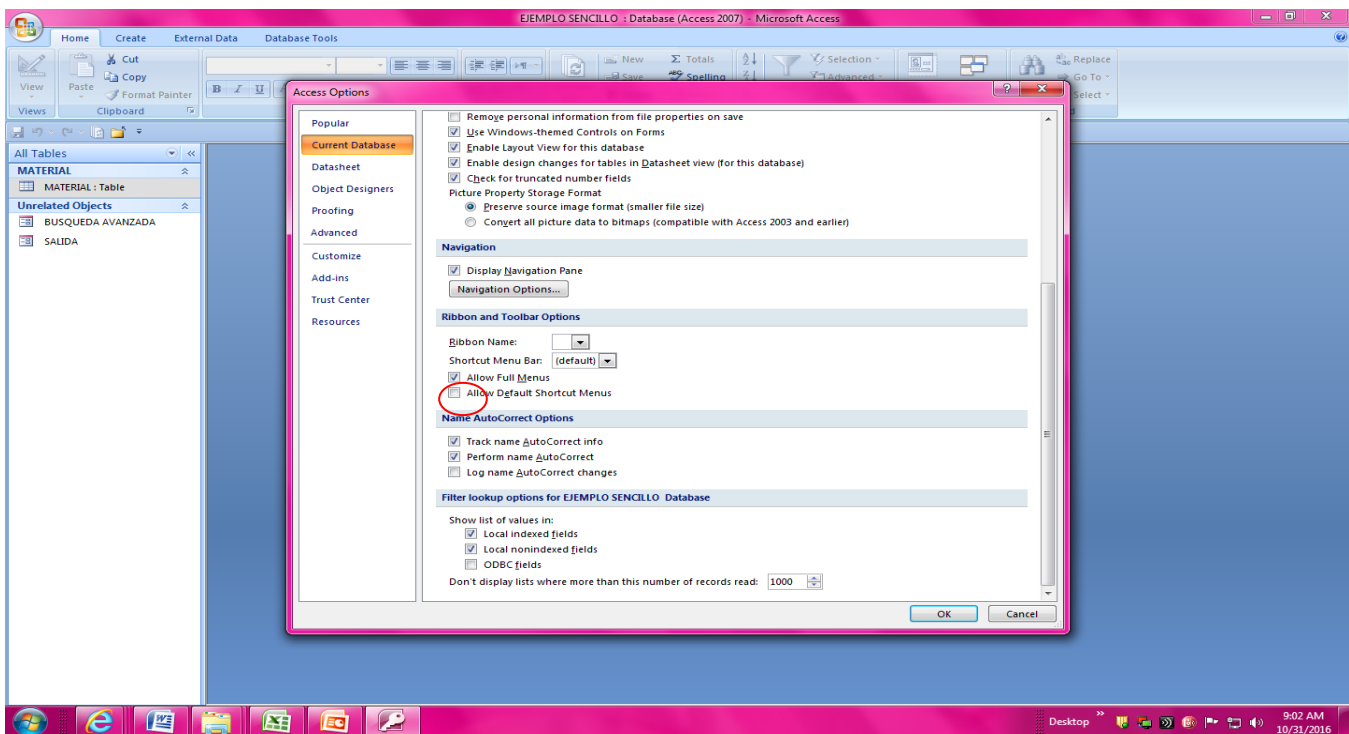 EJEMPLO SENCILLO : Database (Access 2007) - Microsoft Access
Home Create External Data Database Tools
View
Views
Paste
Cut
Copy
Format Painter
Clipboard
B I U
New
Save
Σ Totals
Spelling
Selection
Advanced
Replace
Go To
Select
All Tables
MATERIAL
MATERIAL : Table
Unrelated Objects
BUSQUEDA AVANZADA
SALIDA
Access Options
Popular
Current Database
Datasheet
Object Designers
Proofing
Advanced
Customize
Add-ins
Trust Center
Resources
Remove personal information from file properties on save
Use Windows-themed Controls on Forms
Enable Layout View for this database
Enable design changes for tables in Datasheet view (for this database)
Check for truncated number fields
Picture Property Storage Format
Preserve source image format (smaller file size)
Convert all picture data to bitmaps (compatible with Access 2003 and earlier)
Navigation
Display Navigation Pane
Navigation Options...
Ribbon and Toolbar Options
Ribbon Name:
Shortcut Menu Bar: (default)
Allow Full Menus
Allow Default Shortcut Menus
Name AutoCorrect Options
Track name AutoCorrect info
Perform name AutoCorrect
Log name AutoCorrect changes
Filter lookup options for EJEMPLO SENCILLO Database
Show list of values in:
Local indexed fields
Local nonindexed fields
ODBC fields
Don't display lists where more than this number of records read: 1000
OK Cancel
Desktop
9:02 AM
10/31/2016